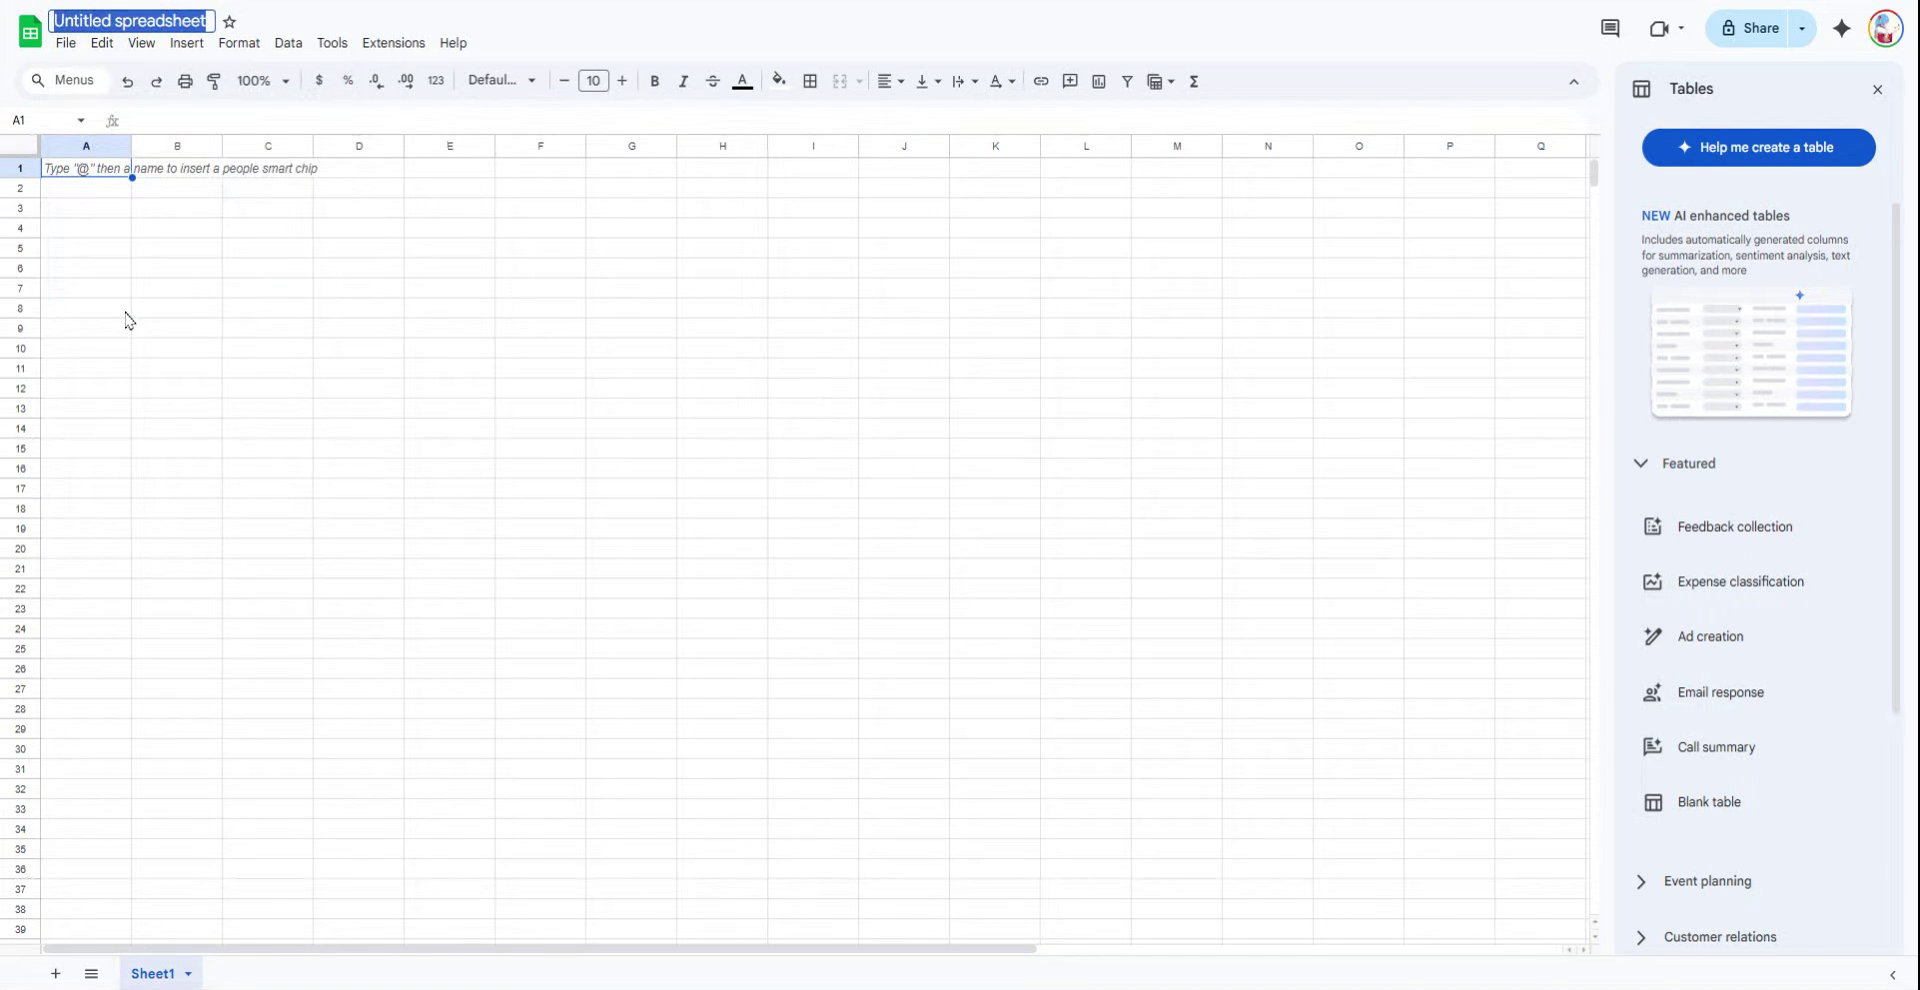 Untitled spreadsheet
File Edit View Insert Format Data Tools Extensions Help
Share
Menus 100% $ % .0 .00 123 Defaul... 10 B I A
A1 fx
A B C D E F G H I J K L M N O P Q
1 Type "@" then a name to insert a people smart chip
2
3
4
5
6
7
8
9
10
11
12
13
14
15
16
17
18
19
20
21
22
23
24
25
26
27
28
29
30
31
32
33
34
35
36
37
38
39
Sheet1
Tables
Help me create a table
NEW AI enhanced tables
Includes automatically generated columns
for summarization, sentiment analysis, text
generation, and more
Featured
Feedback collection
Expense classification
Ad creation
Email response
Call summary
Blank table
Event planning
Customer relations